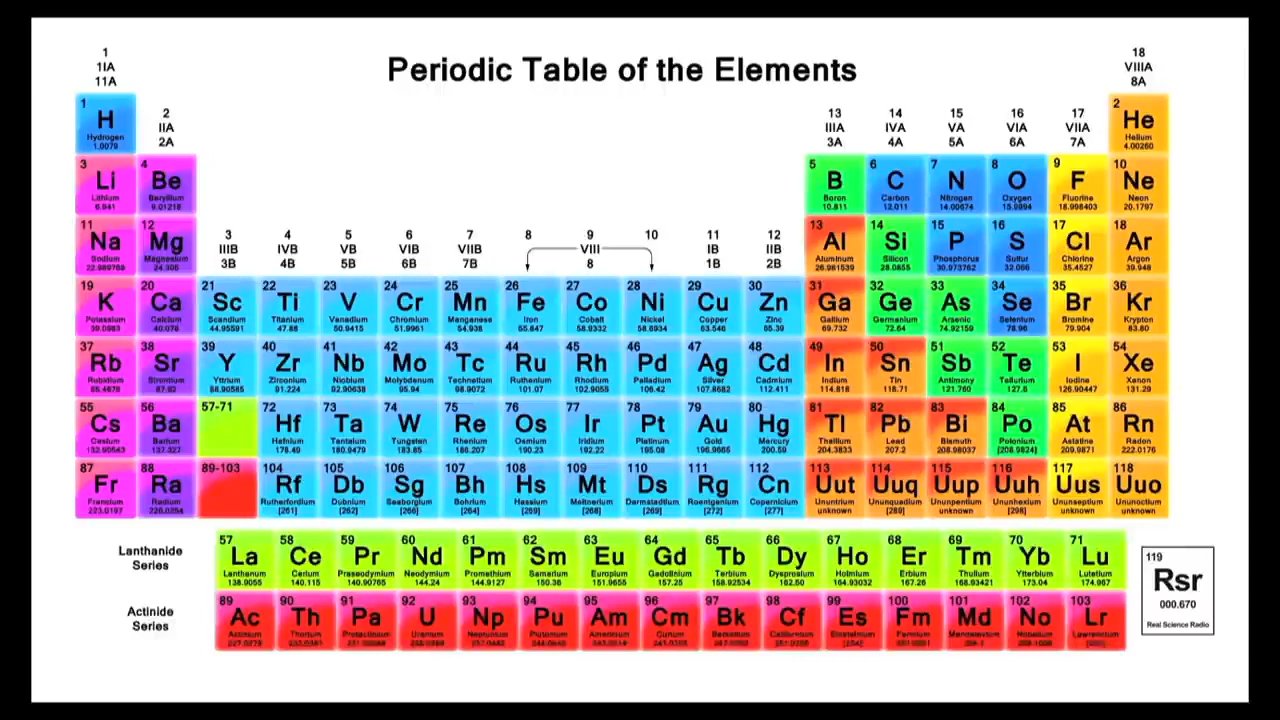 Periodic Table of the Elements
1
1IA
11A
18
VIIIA
8A
2
IIA
2A
13
IIIA
3A
14
IVA
4A
15
VA
5A
16
VIA
6A
17
VIIA
7A
3
IIIB
3B
4
IVB
4B
5
VB
5B
6
VIB
6B
7
VIIB
7B
8
9
10
VIII
8
11
IB
1B
12
IIB
2B
1
H
Hydrogen
1.0079
2
He
Helium
4.00260
3
Li
Lithium
6.941
4
Be
Beryllium
9.01218
5
B
Boron
10.811
6
C
Carbon
12.011
7
N
Nitrogen
14.00674
8
O
Oxygen
15.9994
9
F
Fluorine
18.998403
10
Ne
Neon
20.1797
11
Na
Sodium
22.989768
12
Mg
Magnesium
24.305
13
Al
Aluminum
26.981539
14
Si
Silicon
28.0855
15
P
Phosphorus
30.973762
16
S
Sulfur
32.066
17
Cl
Chlorine
35.4527
18
Ar
Argon
39.948
19
K
Potassium
39.0983
20
Ca
Calcium
40.078
21
Sc
Scandium
44.95591
22
Ti
Titanium
47.88
23
V
Vanadium
50.9415
24
Cr
Chromium
51.9961
25
Mn
Manganese
54.938
26
Fe
Iron
55.847
27
Co
Cobalt
58.9332
28
Ni
Nickel
58.6934
29
Cu
Copper
63.546
30
Zn
Zinc
65.39
31
Ga
Gallium
69.732
32
Ge
Germanium
72.64
33
As
Arsenic
74.92159
34
Se
Selenium
78.96
35
Br
Bromine
79.904
36
Kr
Krypton
83.80
37
Rb
Rubidium
85.4678
38
Sr
Strontium
87.62
39
Y
Yttrium
88.90585
40
Zr
Zirconium
91.224
41
Nb
Niobium
92.90638
42
Mo
Molybdenum
95.94
43
Tc
Technetium
98.9072
44
Ru
Ruthenium
101.07
45
Rh
Rhodium
102.9055
46
Pd
Palladium
106.42
47
Ag
Silver
107.8682
48
Cd
Cadmium
112.411
49
In
Indium
114.818
50
Sn
Tin
118.71
51
Sb
Antimony
121.760
52
Te
Tellurium
127.6
53
I
Iodine
126.90447
54
Xe
Xenon
131.29
55
Cs
Cesium
132.90543
56
Ba
Barium
137.327
57-71
72
Hf
Hafnium
178.49
73
Ta
Tantalum
180.9479
74
W
Tungsten
183.85
75
Re
Rhenium
186.207
76
Os
Osmium
190.23
77
Ir
Iridium
192.22
78
Pt
Platinum
195.08
79
Au
Gold
196.9665
80
Hg
Mercury
200.59
81
Tl
Thallium
204.3833
82
Pb
Lead
207.2
83
Bi
Bismuth
208.98037
84
Po
Polonium
[208.9824]
85
At
Astatine
209.9871
86
Rn
Radon
222.0176
87
Fr
Francium
223.0197
88
Ra
Radium
226.0254
89-103
104
Rf
Rutherfordium
[261]
105
Db
Dubnium
[262]
106
Sg
Seaborgium
[266]
107
Bh
Bohrium
[264]
108
Hs
Hassium
[269]
109
Mt
Meitnerium
[268]
110
Ds
Darmstadtium
[269]
111
Rg
Roentgenium
[272]
112
Cn
Copernicium
[277]
113
Uut
Ununtrium
unknown
114
Uuq
Ununquadium
[289]
115
Uup
Ununpentium
unknown
116
Uuh
Ununhexium
[298]
117
Uus
Ununseptium
unknown
118
Uuo
Ununoctium
unknown
Lanthanide
Series
57
La
Lanthanum
138.9055
58
Ce
Cerium
140.115
59
Pr
Praseodymium
140.90765
60
Nd
Neodymium
144.24
61
Pm
Promethium
144.9127
62
Sm
Samarium
150.36
63
Eu
Europium
151.9655
64
Gd
Gadolinium
157.25
65
Tb
Terbium
158.92534
66
Dy
Dysprosium
162.50
67
Ho
Holmium
164.93032
68
Er
Erbium
167.26
69
Tm
Thulium
168.93421
70
Yb
Ytterbium
173.04
71
Lu
Lutetium
174.967
Actinide
Series
89
Ac
Actinium
227.0278
90
Th
Thorium
232.0381
91
Pa
Protactinium
92
U
Uranium
93
Np
Neptunium
94
Pu
Plutonium
95
Am
Americium
96
Cm
Curium
97
Bk
Berkelium
98
Cf
Californium
99
Es
Einsteinium
[254]
100
Fm
Fermium
101
Md
Mendelevium
102
No
Nobelium
103
Lr
Lawrencium
119
Rsr
000.670
Real Science Radio